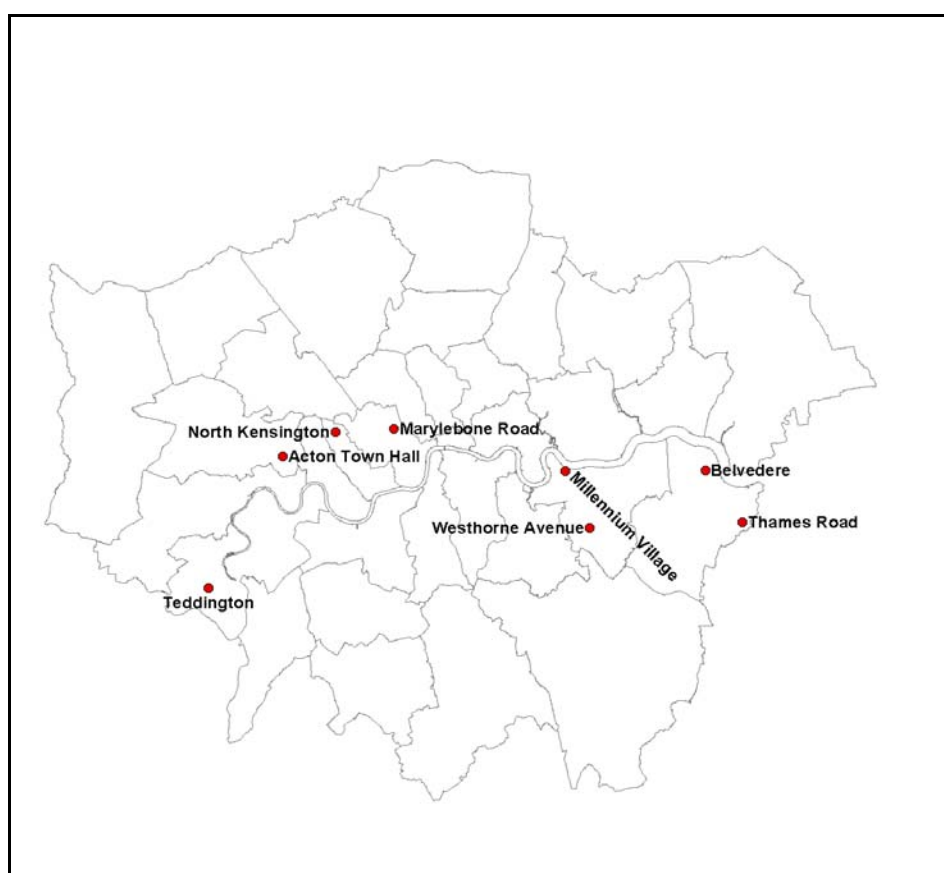 North Kensington
Marylebone Road
Acton Town Hall
Belvedere
Millennium Village
Thames Road
Westhorne Avenue
Teddington